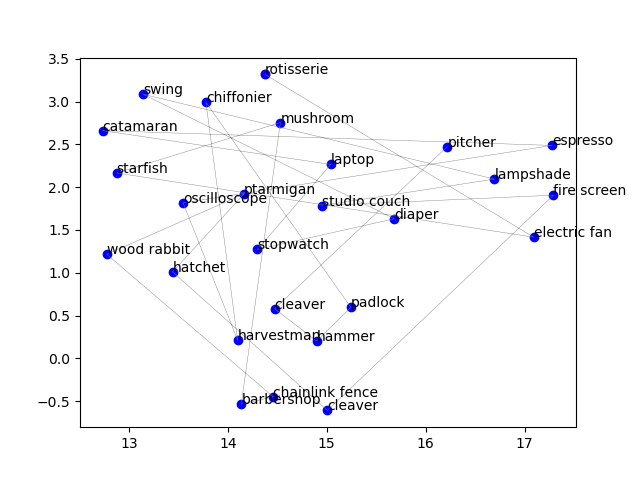 3.5
rotisserie
swing
3.0
chiffonier
mushroom
catamaran
2.5
pitcher
espresso
laptop
starfish
lampshade
2.0
ptarmigan
fire screen
oscilloscope
studio couch
diaper
1.5
electric fan
stopwatch
wood rabbit
1.0
hatchet
cleaver
padlock
0.5
harvestman
hammer
0.0
chainlink fence
−0.5
barbershop
cleaver
13
14
15
16
17